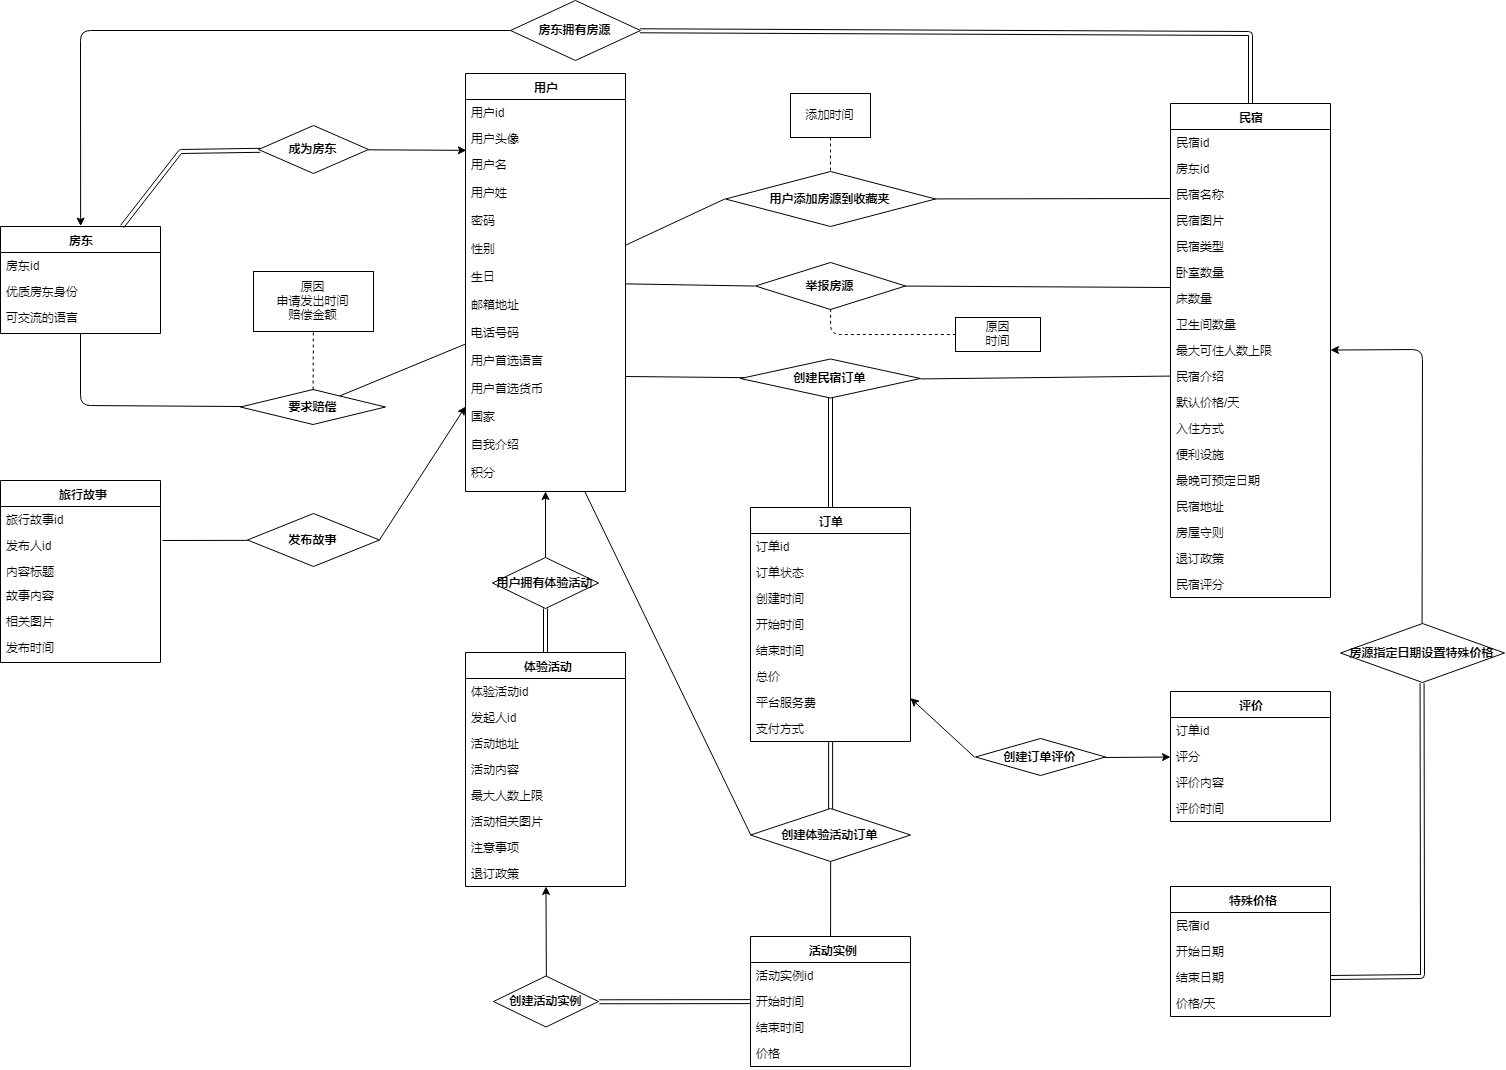 房东拥有房源
用户
用户id
用户头像
用户名
用户姓
密码
性别
生日
邮箱地址
电话号码
用户首选语言
用户首选货币
国家
自我介绍
积分
添加时间
民宿
民宿id
房东id
民宿名称
民宿图片
民宿类型
卧室数量
床数量
卫生间数量
最大可住人数上限
民宿介绍
默认价格/天
入住方式
便利设施
最晚可预定日期
民宿地址
房屋守则
退订政策
民宿评分
成为房东
用户添加房源到收藏夹
房东
房东id
优质房东身份
可交流的语言
原因
申请发出时间
赔偿金额
举报房源
原因
时间
创建民宿订单
要求赔偿
旅行故事
旅行故事id
发布人id
内容标题
故事内容
相关图片
发布时间
发布故事
订单
订单id
订单状态
创建时间
开始时间
结束时间
总价
平台服务费
支付方式
用户拥有体验活动
体验活动
体验活动id
发起人id
活动地址
活动内容
最大人数上限
活动相关图片
注意事项
退订政策
房源指定日期设置特殊价格
评价
订单id
评分
评价内容
评价时间
创建订单评价
创建体验活动订单
特殊价格
民宿id
开始日期
结束日期
价格/天
活动实例
活动实例id
开始时间
结束时间
价格
创建活动实例